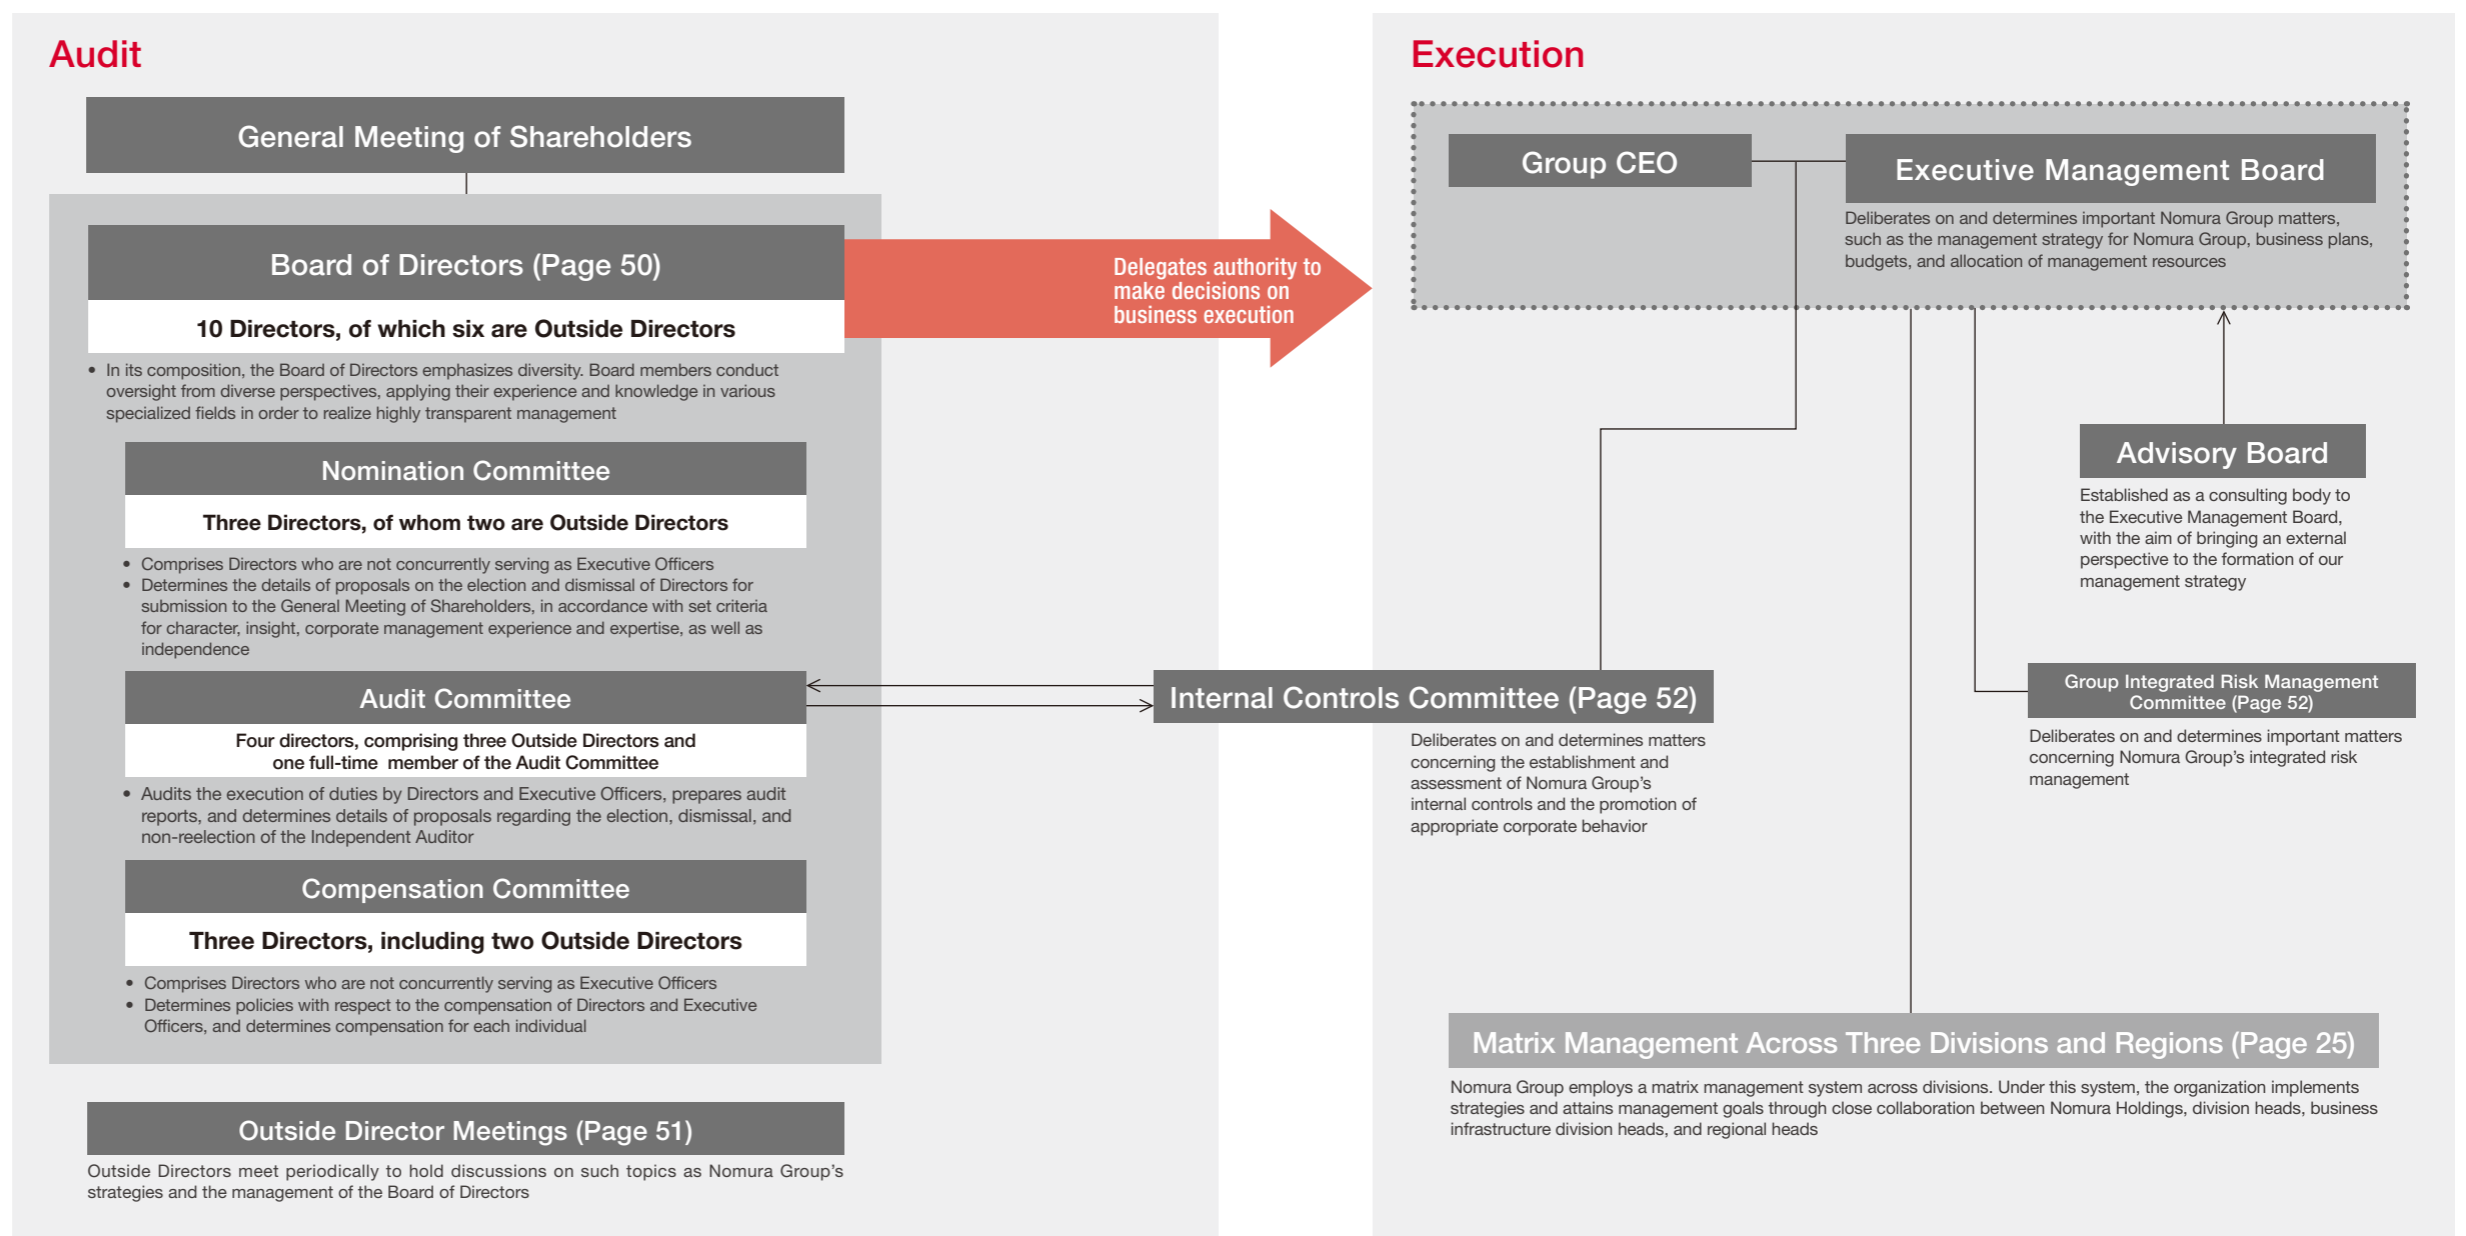 Audit
General Meeting of Shareholders
Board of Directors (Page 50)
10 Directors, of which six are Outside Directors
• In its composition, the Board of Directors emphasizes diversity. Board members conduct
oversight from diverse perspectives, applying their experience and knowledge in various
specialized fields in order to realize highly transparent management
Nomination Committee
Three Directors, of whom two are Outside Directors
• Comprises Directors who are not concurrently serving as Executive Officers
• Determines the details of proposals on the election and dismissal of Directors for
submission to the General Meeting of Shareholders, in accordance with set criteria
for character, insight, corporate management experience and expertise, as well as
independence
Audit Committee
Four directors, comprising three Outside Directors and
one full-time member of the Audit Committee
• Audits the execution of duties by Directors and Executive Officers, prepares audit
reports, and determines details of proposals regarding the election, dismissal, and
non-reelection of the Independent Auditor
Compensation Committee
Three Directors, including two Outside Directors
• Comprises Directors who are not concurrently serving as Executive Officers
• Determines policies with respect to the compensation of Directors and Executive
Officers, and determines compensation for each individual
Outside Director Meetings (Page 51)
Outside Directors meet periodically to hold discussions on such topics as Nomura Group's
strategies and the management of the Board of Directors
Delegates authority to
make decisions on
business execution
Execution
Group CEO
Executive Management Board
Deliberates on and determines important Nomura Group matters,
such as the management strategy for Nomura Group, business plans,
budgets, and allocation of management resources
Advisory Board
Established as a consulting body to
the Executive Management Board,
with the aim of bringing an external
perspective to the formation of our
management strategy
Internal Controls Committee (Page 52)
Deliberates on and determines matters
concerning the establishment and
assessment of Nomura Group's
internal controls and the promotion of
appropriate corporate behavior
Group Integrated Risk Management
Committee (Page 52)
Deliberates on and determines important matters
concerning Nomura Group's integrated risk
management
Matrix Management Across Three Divisions and Regions (Page 25)
Nomura Group employs a matrix management system across divisions. Under this system, the organization implements
strategies and attains management goals through close collaboration between Nomura Holdings, division heads, business
infrastructure division heads, and regional heads